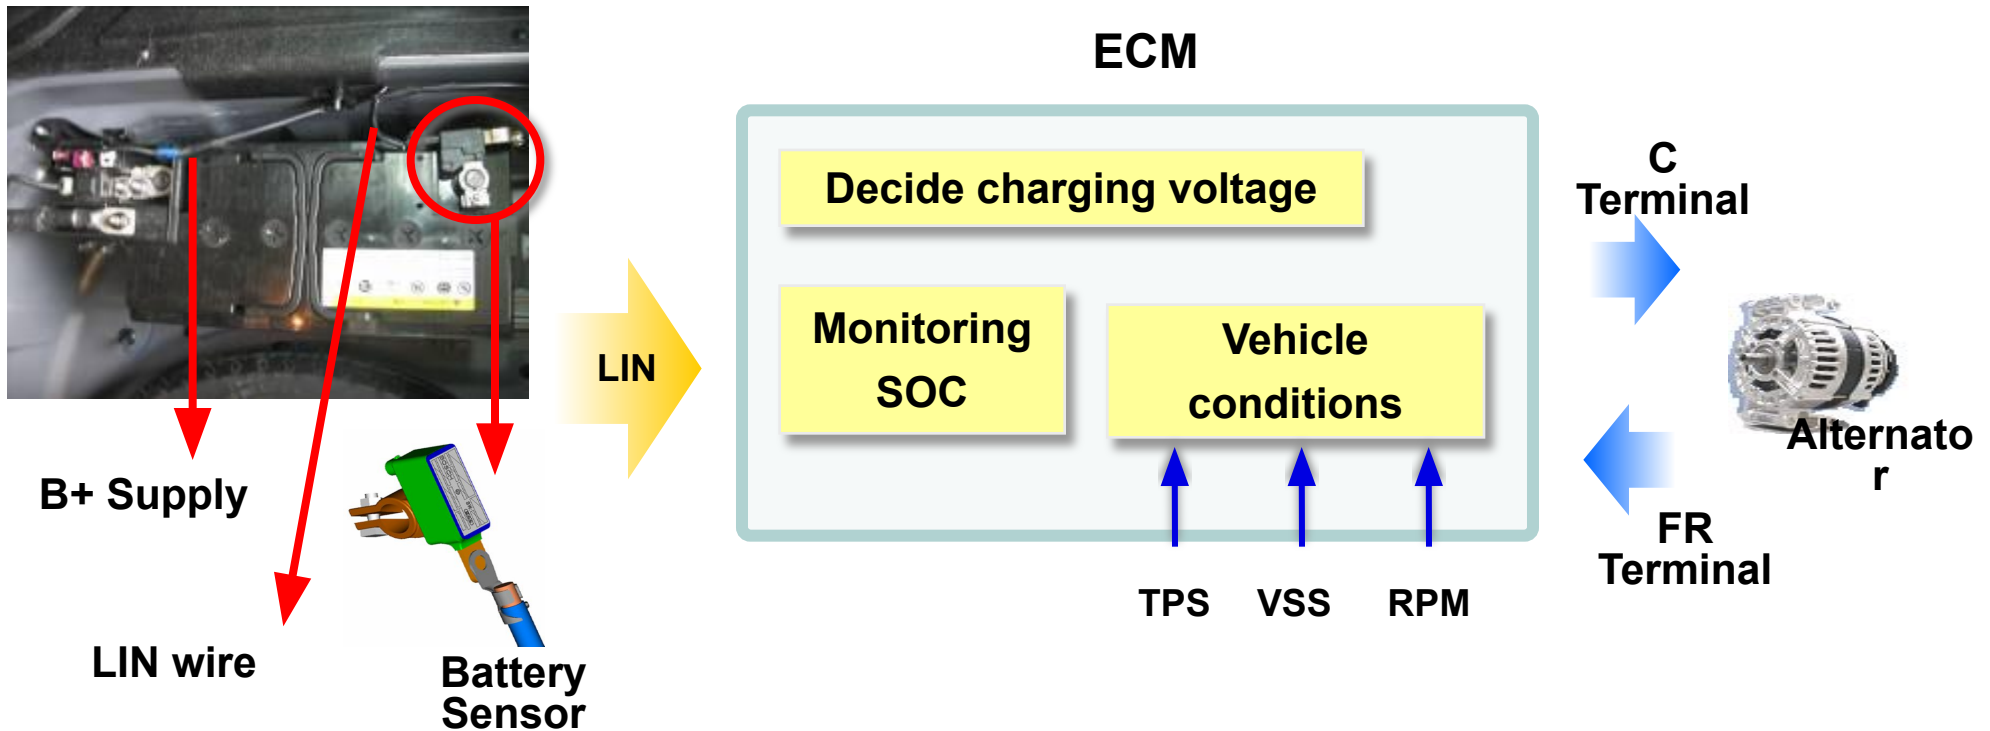 ECM
Decide charging voltage
C
Terminal
Monitoring
SOC
Vehicle
conditions
LIN
Alternato
r
B+ Supply
FR
Terminal
TPS
VSS
RPM
LIN wire
Battery
Sensor